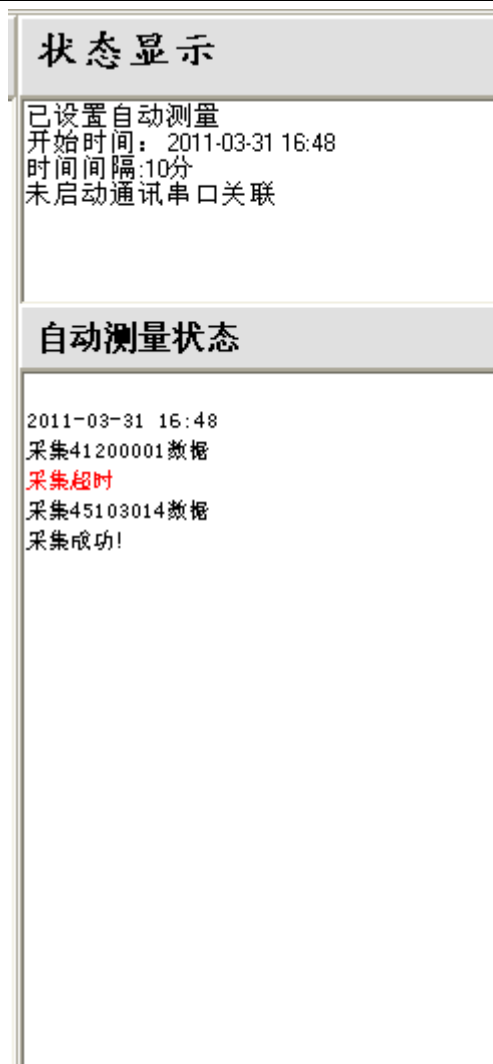 状态显示
已设置自动测量
开始时间： 2011-03-31 16:48
时间间隔:10分
未启动通讯串口关联
自动测量状态
2011-03-31 16:48
采集41200001数据
采集超时
采集45103014数据
采集成功!